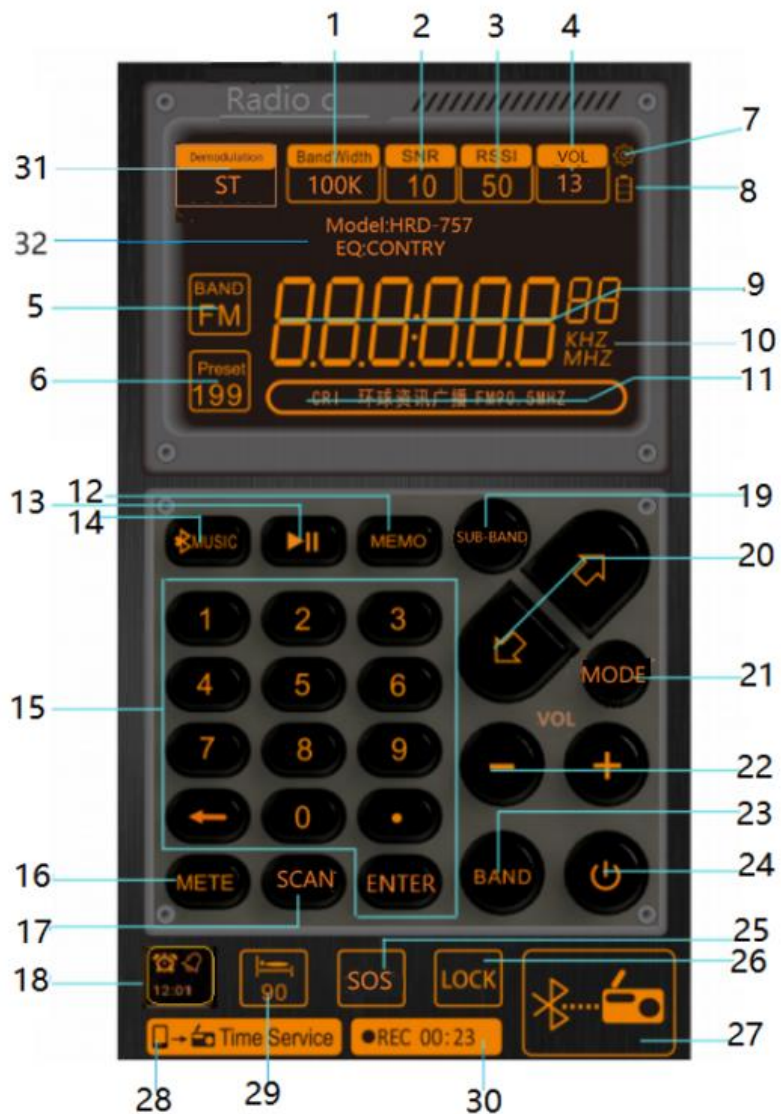 1 2 3 4
Radio c
7
Demodulation BandWidth SNR RSSI VOL
31 ST 100K 10 50 13
8
Model:HRD-757
32 EQ:CONTRY
5 BAND FM
888:888 88 9
KHZ 10
MHZ
6 Preset 199
CRI 环球资讯广播 FM90.5MHZ 11
12
13
14
MUSIC MEMO SUB-BAND 19
20
1 2 3
4 5 6
MODE 21
15
VOL
7 8 9
- + 22
0 •
23
16 METE SCAN ENTER BAND 24
17
18 12:01 90 SOS LOCK 25
26
27
Time Service ●REC 00:23
28 29 30